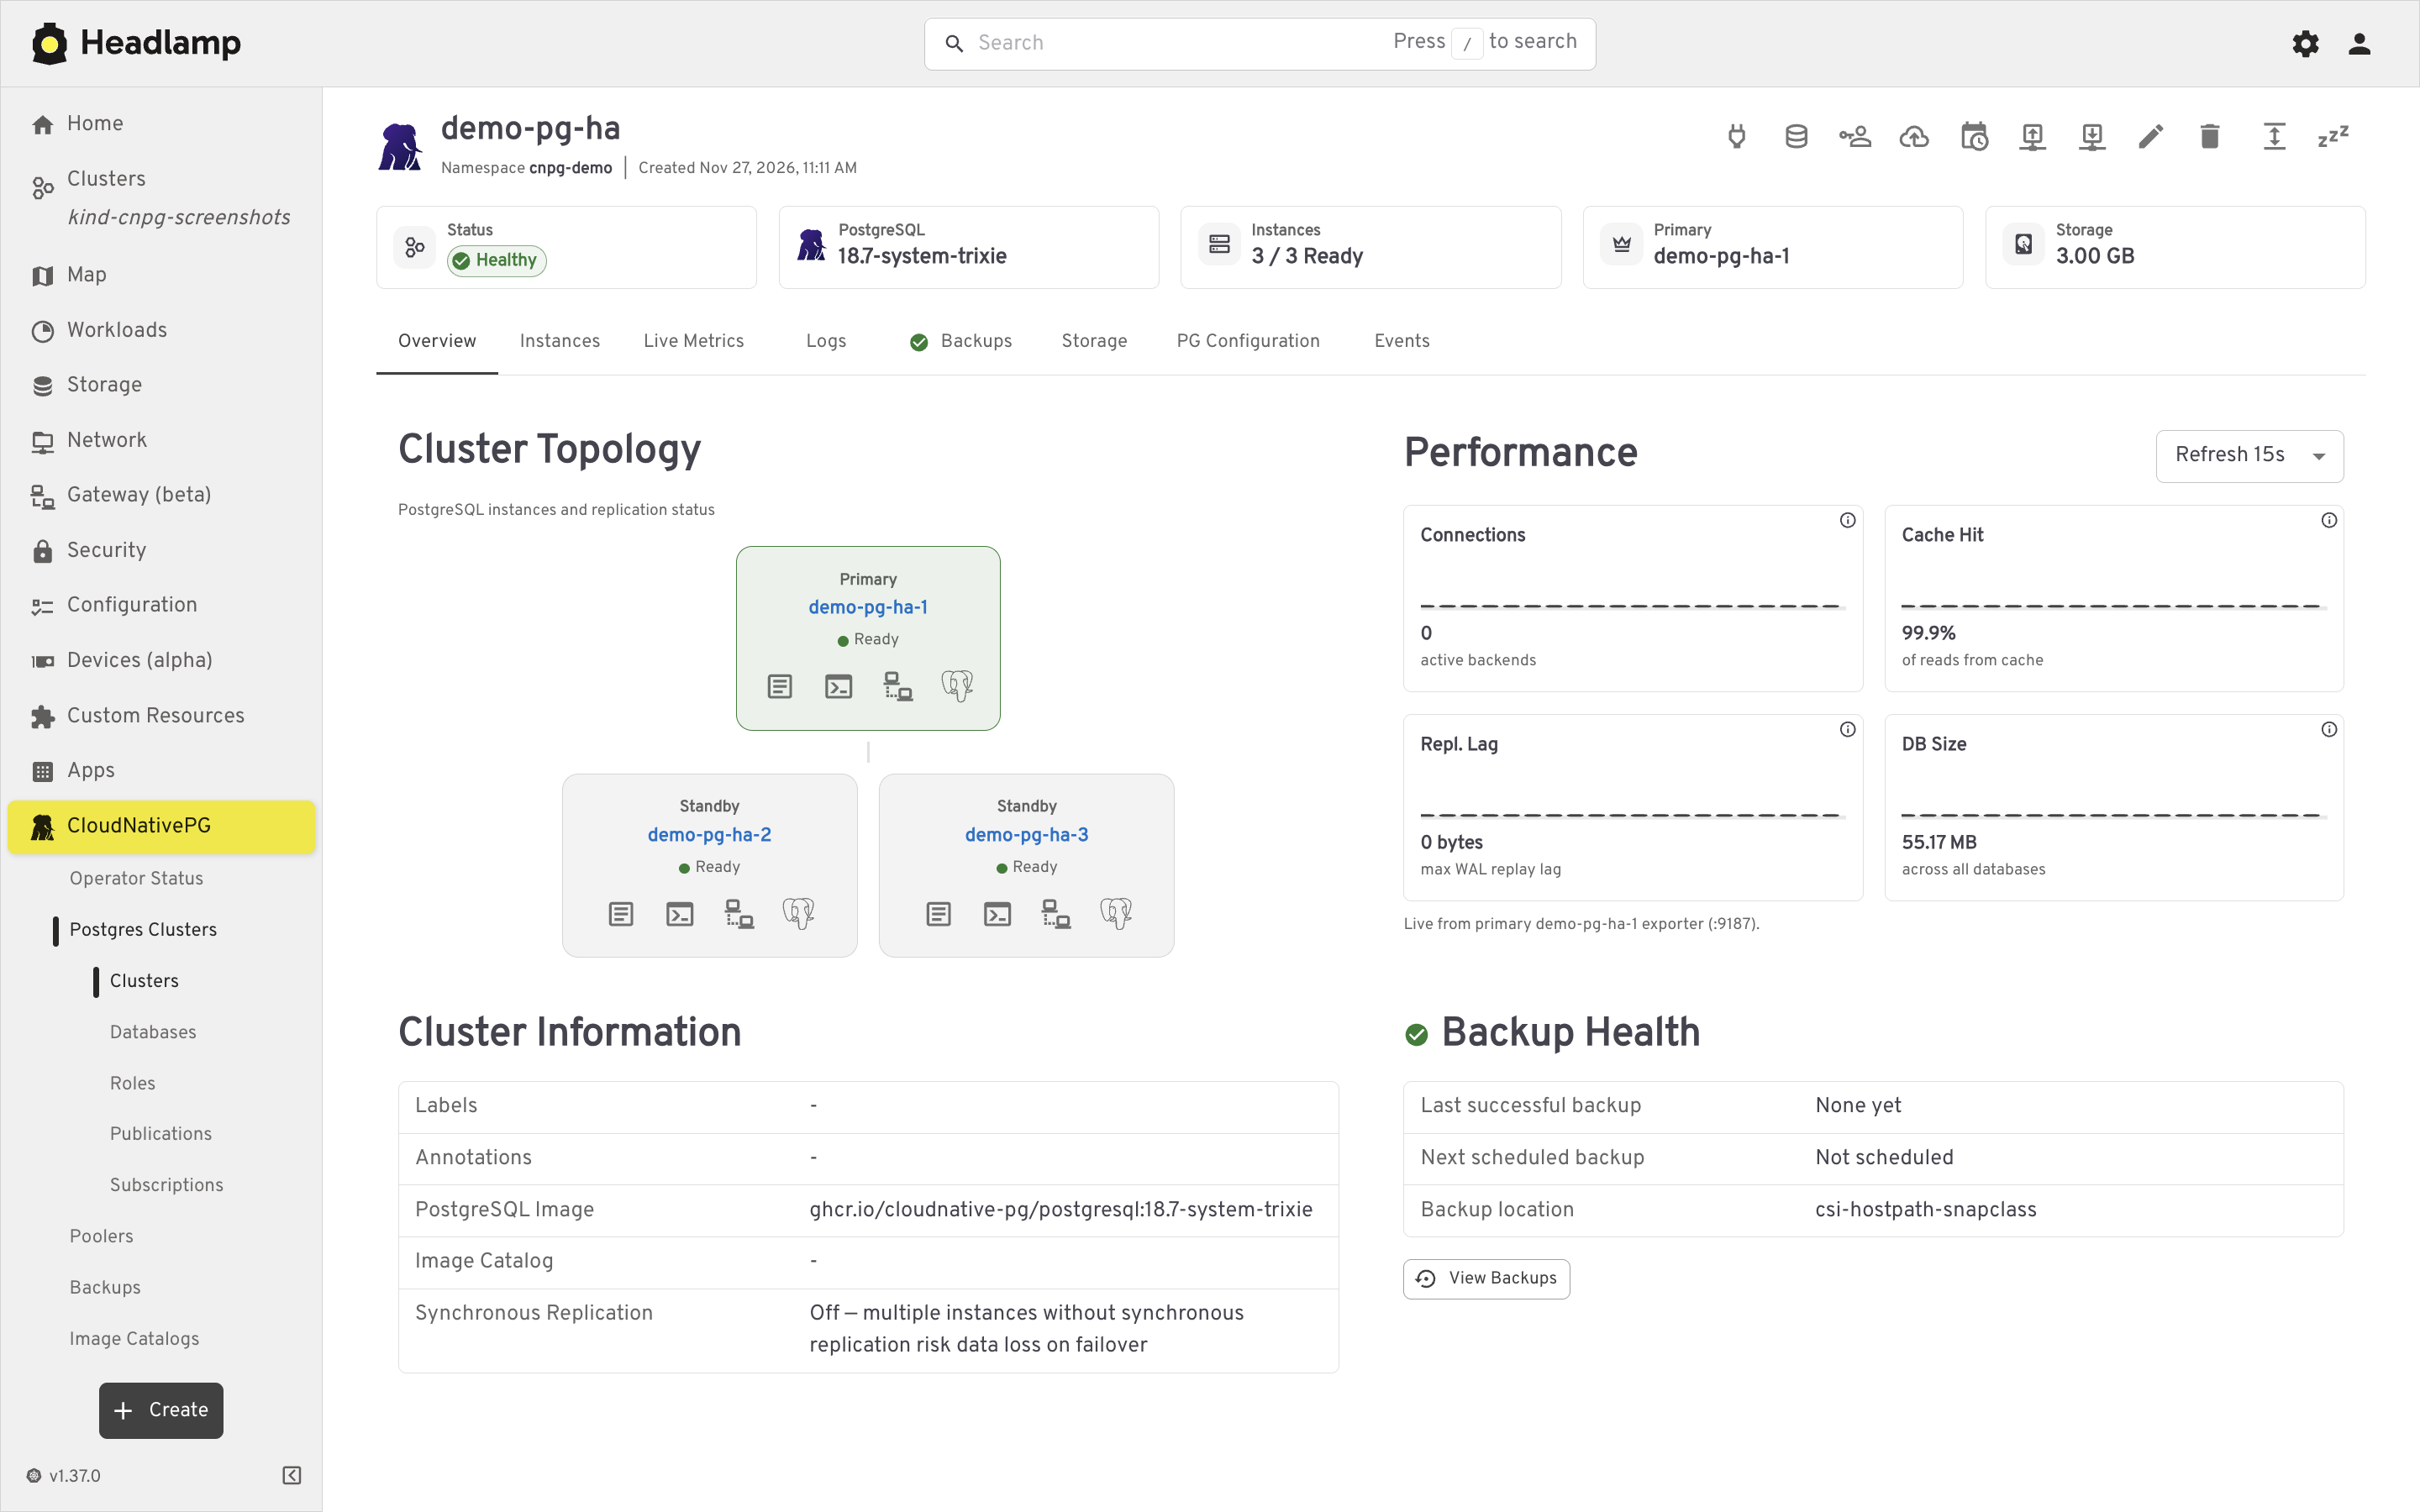 Headlamp
Search
Press / to search
Home
Clusters
kind-cnpg-screenshots
Map
Workloads
Storage
Network
Gateway (beta)
Security
Configuration
Devices (alpha)
Custom Resources
Apps
CloudNativePG
Operator Status
Postgres Clusters
Clusters
Databases
Roles
Publications
Subscriptions
Poolers
Backups
Image Catalogs
Create
v1.37.0
demo-pg-ha
Namespace cnpg-demo | Created Nov 27, 2026, 11:11 AM
Status
Healthy
PostgreSQL
18.7-system-trixie
Instances
3 / 3 Ready
Primary
demo-pg-ha-1
Storage
3.00 GB
Overview Instances Live Metrics Logs Backups Storage PG Configuration Events
Cluster Topology
PostgreSQL instances and replication status
Primary
demo-pg-ha-1
Ready
Standby
demo-pg-ha-2
Ready
Standby
demo-pg-ha-3
Ready
Performance
Refresh 15s
Connections
0
active backends
Cache Hit
99.9%
of reads from cache
Repl. Lag
0 bytes
max WAL replay lag
DB Size
55.17 MB
across all databases
Live from primary demo-pg-ha-1 exporter (:9187).
Cluster Information
Labels -
Annotations -
PostgreSQL Image ghcr.io/cloudnative-pg/postgresql:18.7-system-trixie
Image Catalog -
Synchronous Replication Off — multiple instances without synchronous
replication risk data loss on failover
Backup Health
Last successful backup None yet
Next scheduled backup Not scheduled
Backup location csi-hostpath-snapclass
View Backups